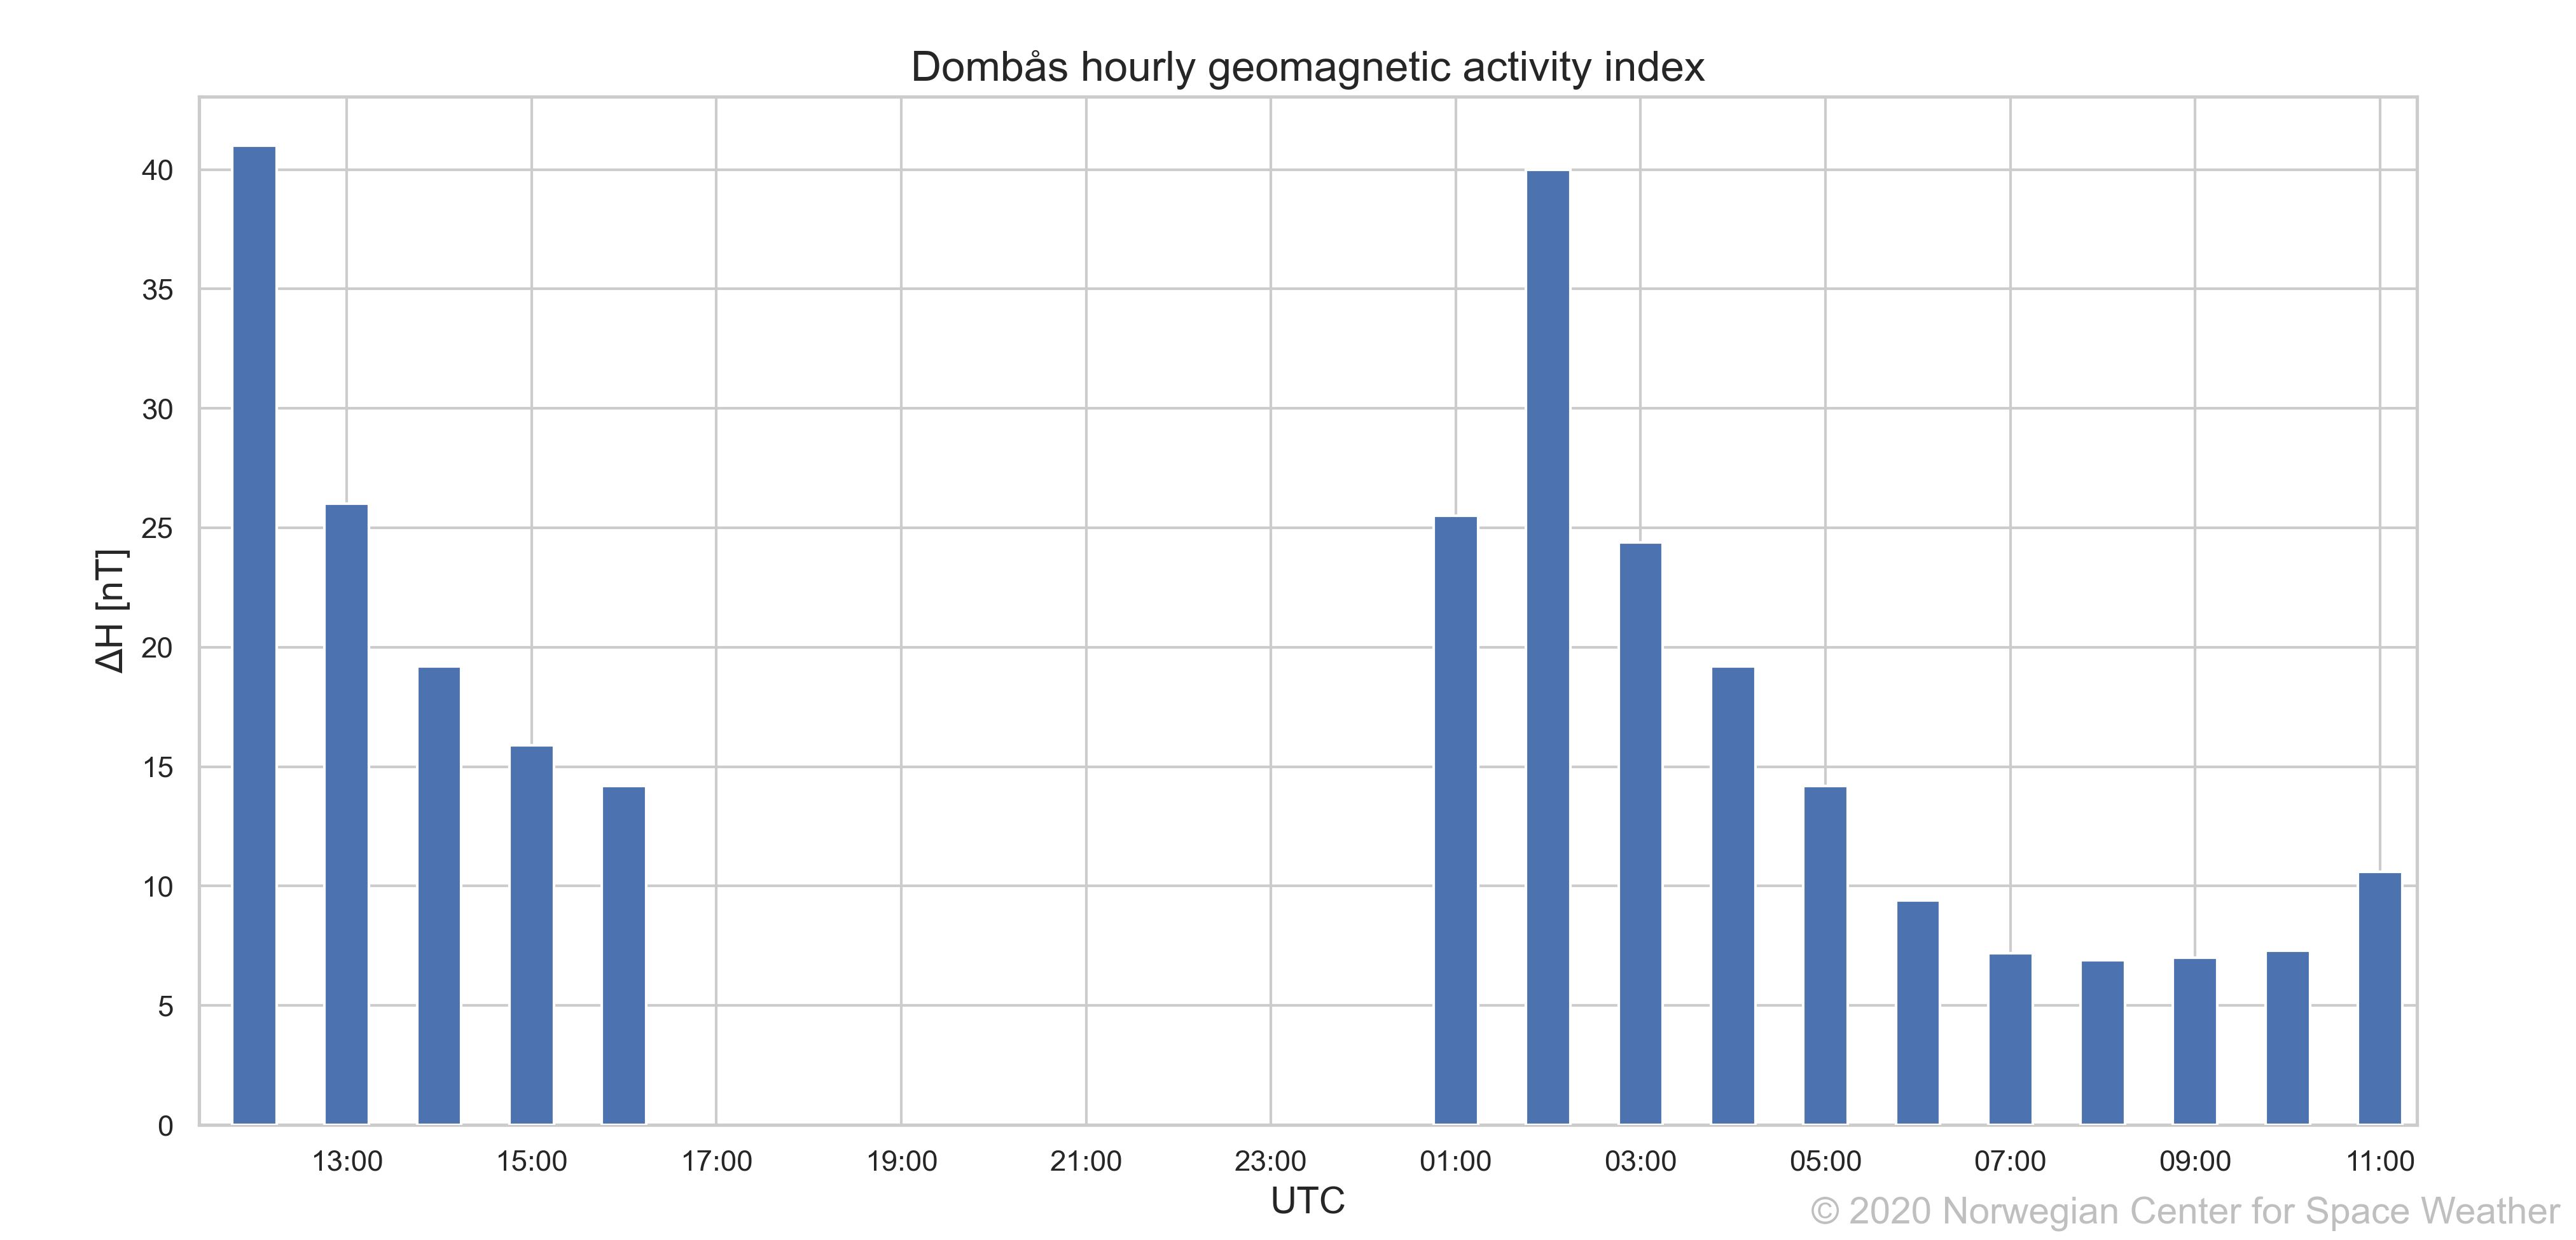 Dombås hourly geomagnetic activity index
40
35
30
25
20
15
10
5
0
ΔH [nT]
13:00 15:00 17:00 19:00 21:00 23:00 01:00 03:00 05:00 07:00 09:00 11:00
UTC
© 2020 Norwegian Center for Space Weather